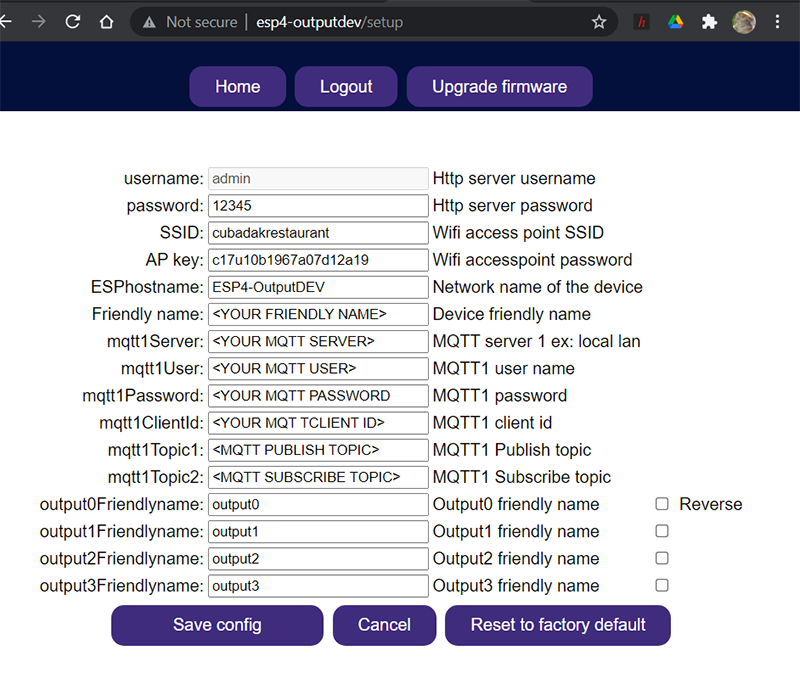 Not secure | esp4-outputdev/setup
Home Logout Upgrade firmware
username: admin Http server username
password: 12345 Http server password
SSID: cubadakrestaurant Wifi access point SSID
AP key: c17u10b1967a07d12a19 Wifi accesspoint password
ESPhostname: ESP4-OutputDEV Network name of the device
Friendly name: <YOUR FRIENDLY NAME> Device friendly name
mqtt1Server: <YOUR MQTT SERVER> MQTT server 1 ex: local lan
mqtt1User: <YOUR MQTT USER> MQTT1 user name
mqtt1Password: <YOUR MQTT PASSWORD MQTT1 password
mqtt1ClientId: <YOUR MQT TCLIENT ID> MQTT1 client id
mqtt1Topic1: <MQTT PUBLISH TOPIC> MQTT1 Publish topic
mqtt1Topic2: <MQTT SUBSCRIBE TOPIC> MQTT1 Subscribe topic
output0Friendlyname: output0 Output0 friendly name Reverse
output1Friendlyname: output1 Output1 friendly name
output2Friendlyname: output2 Output2 friendly name
output3Friendlyname: output3 Output3 friendly name
Save config Cancel Reset to factory default